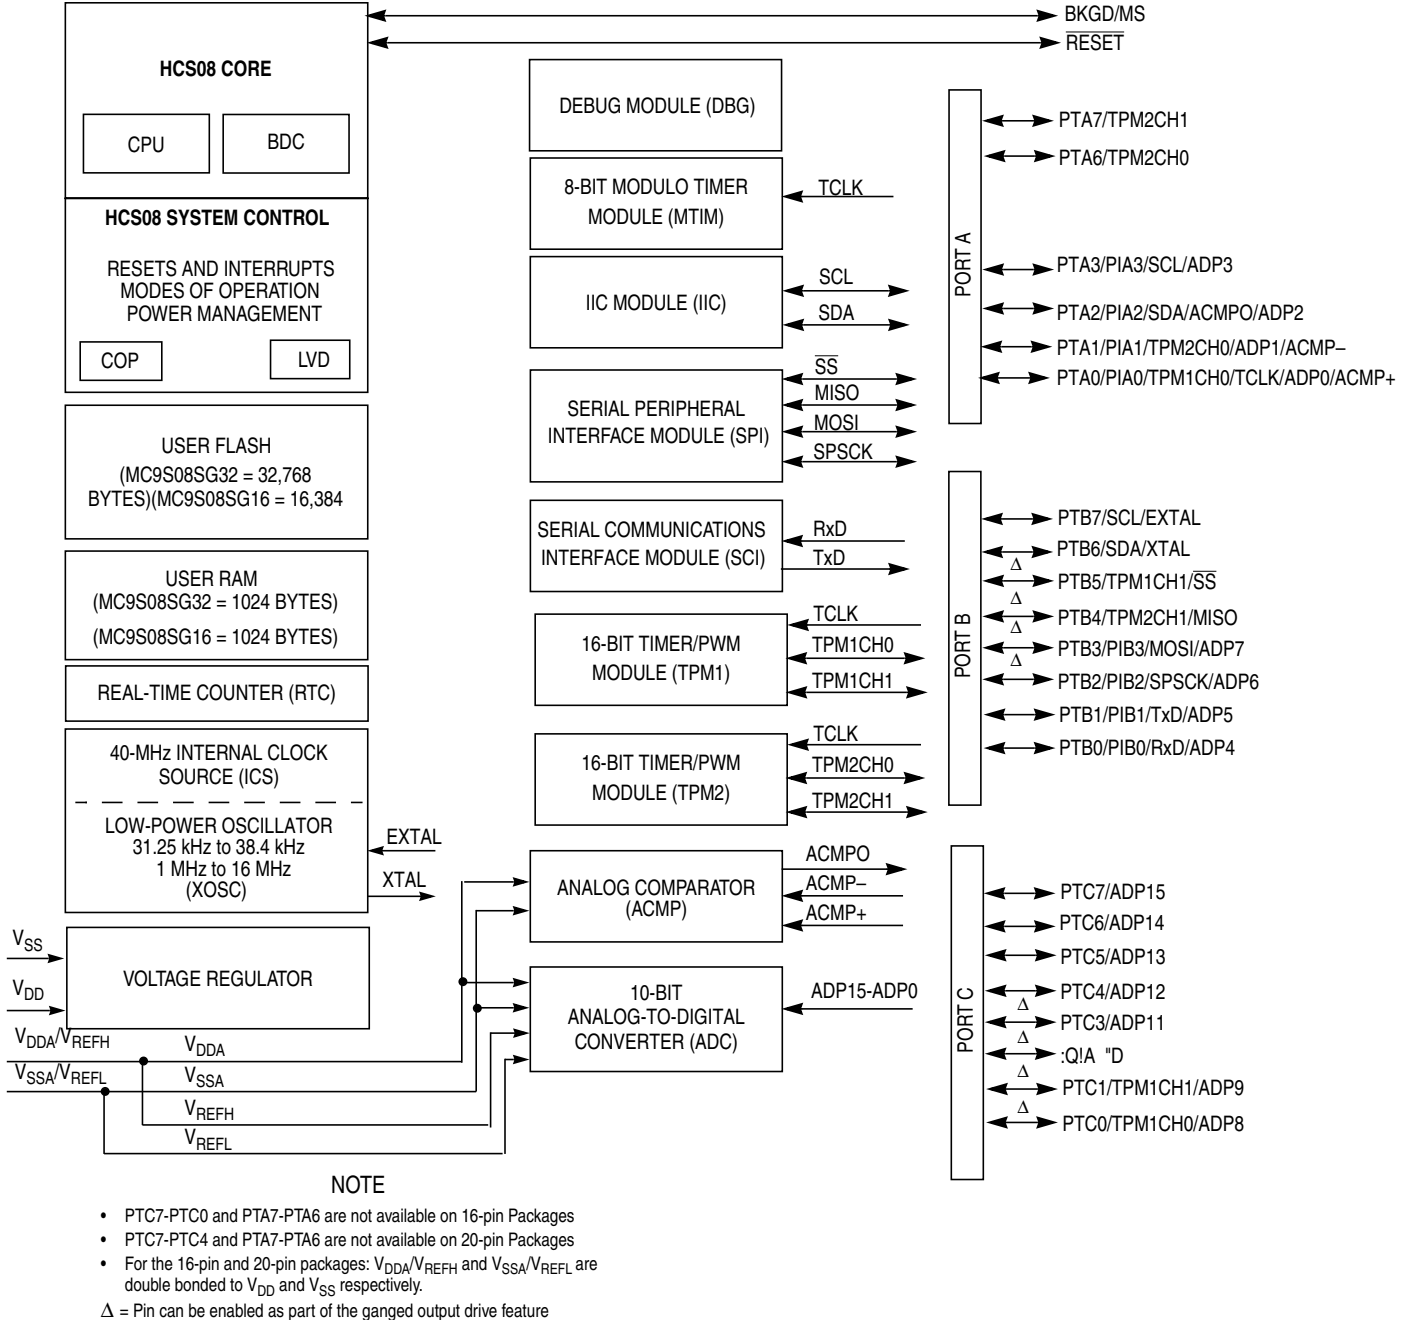 BKGD/MS
RESET
HCS08 CORE
CPU
BDC
HCS08 SYSTEM CONTROL
RESETS AND INTERRUPTS
MODES OF OPERATION
POWER MANAGEMENT
COP
LVD
USER FLASH
(MC9S08SG32 = 32,768
BYTES)(MC9S08SG16 = 16,384
USER RAM
(MC9S08SG32 = 1024 BYTES)
(MC9S08SG16 = 1024 BYTES)
REAL-TIME COUNTER (RTC)
40-MHz INTERNAL CLOCK
SOURCE (ICS)
LOW-POWER OSCILLATOR
31.25 kHz to 38.4 kHz
1 MHz to 16 MHz
(XOSC)
EXTAL
XTAL
VSS
VDD
VOLTAGE REGULATOR
VDDA/VREFH
VSSA/VREFL
VDDA
VSSA
VREFH
VREFL
DEBUG MODULE (DBG)
8-BIT MODULO TIMER
MODULE (MTIM)
TCLK
IIC MODULE (IIC)
SCL
SDA
SERIAL PERIPHERAL
INTERFACE MODULE (SPI)
SS
MISO
MOSI
SPSCK
SERIAL COMMUNICATIONS
INTERFACE MODULE (SCI)
RxD
TxD
16-BIT TIMER/PWM
MODULE (TPM1)
TCLK
TPM1CH0
TPM1CH1
16-BIT TIMER/PWM
MODULE (TPM2)
TCLK
TPM2CH0
TPM2CH1
ANALOG COMPARATOR
(ACMP)
ACMPO
ACMP–
ACMP+
10-BIT
ANALOG-TO-DIGITAL
CONVERTER (ADC)
ADP15-ADP0
PORT A
PTA7/TPM2CH1
PTA6/TPM2CH0
PTA3/PIA3/SCL/ADP3
PTA2/PIA2/SDA/ACMPO/ADP2
PTA1/PIA1/TPM2CH0/ADP1/ACMP–
PTA0/PIA0/TPM1CH0/TCLK/ADP0/ACMP+
PORT B
PTB7/SCL/EXTAL
PTB6/SDA/XTAL
Δ
PTB5/TPM1CH1/SS
Δ
PTB4/TPM2CH1/MISO
Δ
PTB3/PIB3/MOSI/ADP7
Δ
PTB2/PIB2/SPSCK/ADP6
PTB1/PIB1/TxD/ADP5
PTB0/PIB0/RxD/ADP4
PORT C
PTC7/ADP15
PTC6/ADP14
PTC5/ADP13
PTC4/ADP12
Δ
PTC3/ADP11
Δ
:Q!A "D
Δ
PTC1/TPM1CH1/ADP9
Δ
PTC0/TPM1CH0/ADP8
NOTE
• PTC7-PTC0 and PTA7-PTA6 are not available on 16-pin Packages
• PTC7-PTC4 and PTA7-PTA6 are not available on 20-pin Packages
• For the 16-pin and 20-pin packages: VDDA/VREFH and VSSA/VREFL are
double bonded to VDD and VSS respectively.
Δ = Pin can be enabled as part of the ganged output drive feature